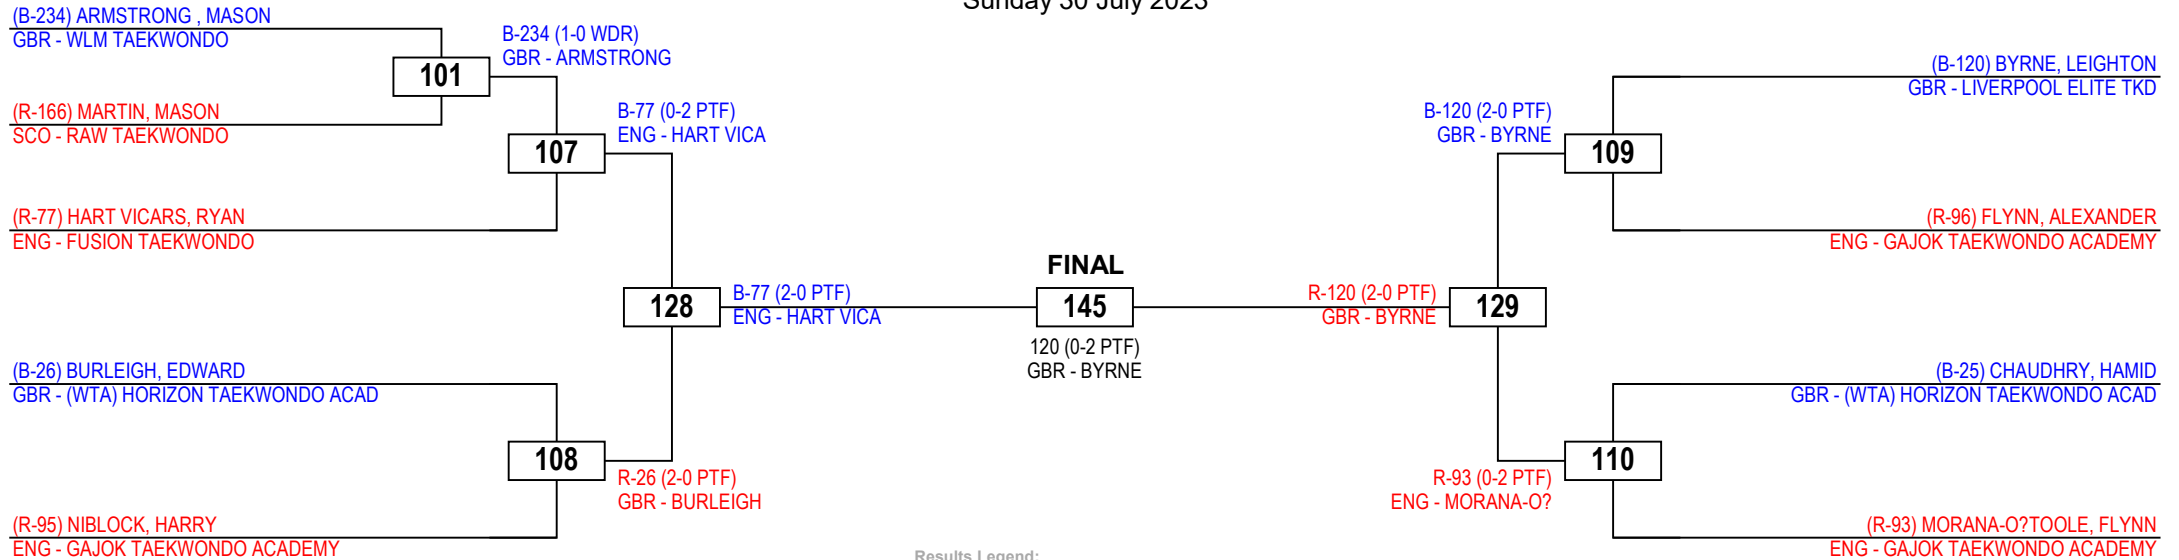 Sunday 30 July 2023
(B-234) ARMSTRONG , MASON
GBR - WLM TAEKWONDO
101
(R-166) MARTIN, MASON
SCO - RAW TAEKWONDO
B-234 (1-0 WDR)
GBR - ARMSTRONG
107
(R-77) HART VICARS, RYAN
ENG - FUSION TAEKWONDO
B-77 (0-2 PTF)
ENG - HART VICA
128
(B-26) BURLEIGH, EDWARD
GBR - (WTA) HORIZON TAEKWONDO ACAD
108
(R-95) NIBLOCK, HARRY
ENG - GAJOK TAEKWONDO ACADEMY
R-26 (2-0 PTF)
GBR - BURLEIGH
B-77 (2-0 PTF)
ENG - HART VICA
FINAL
145
120 (0-2 PTF)
GBR - BYRNE
R-120 (2-0 PTF)
GBR - BYRNE
129
B-120 (2-0 PTF)
GBR - BYRNE
109
(B-120) BYRNE, LEIGHTON
GBR - LIVERPOOL ELITE TKD
(R-96) FLYNN, ALEXANDER
ENG - GAJOK TAEKWONDO ACADEMY
(B-25) CHAUDHRY, HAMID
GBR - (WTA) HORIZON TAEKWONDO ACAD
110
R-93 (0-2 PTF)
ENG - MORANA-O?
(R-93) MORANA-O?TOOLE, FLYNN
ENG - GAJOK TAEKWONDO ACADEMY
Results Legend: